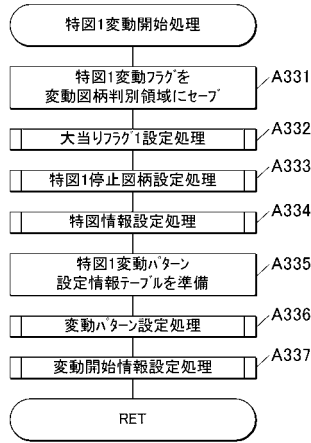 特図1変動開始処理
特図1変動フラグを
変動図柄判別領域にセーブ
A331
大当りフラグ1設定処理
A332
特図1停止図柄設定処理
A333
特図情報設定処理
A334
特図1変動パターン
設定情報テーブルを準備
A335
変動パターン設定処理
A336
変動開始情報設定処理
A337
RET